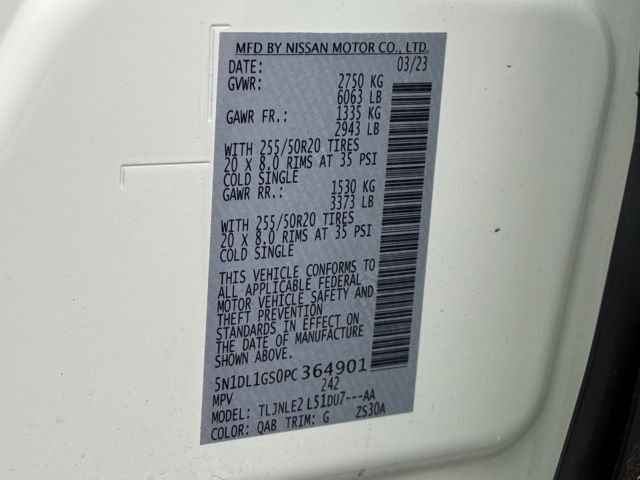 MFD BY NISSAN MOTOR CO., LTD.
DATE: 03/23
GVWR: 2750 KG
6063 LB
GAWR FR.: 1335 KG
2943 LB
WITH 255/50R20 TIRES
20 X 8.0 RIMS AT 35 PSI
COLD SINGLE
GAWR RR.: 1530 KG
3373 LB
WITH 255/50R20 TIRES
20 X 8.0 RIMS AT 35 PSI
COLD SINGLE
THIS VEHICLE CONFORMS TO
ALL APPLICABLE FEDERAL
MOTOR VEHICLE SAFETY AND
THEFT PREVENTION
STANDARDS IN EFFECT ON
THE DATE OF MANUFACTURE
SHOWN ABOVE.
5N1DL1GS0PC364901
MPV 242
MODEL: TLJNLE2 L51DU7---AA
COLOR: QAB TRIM: G ZS30A